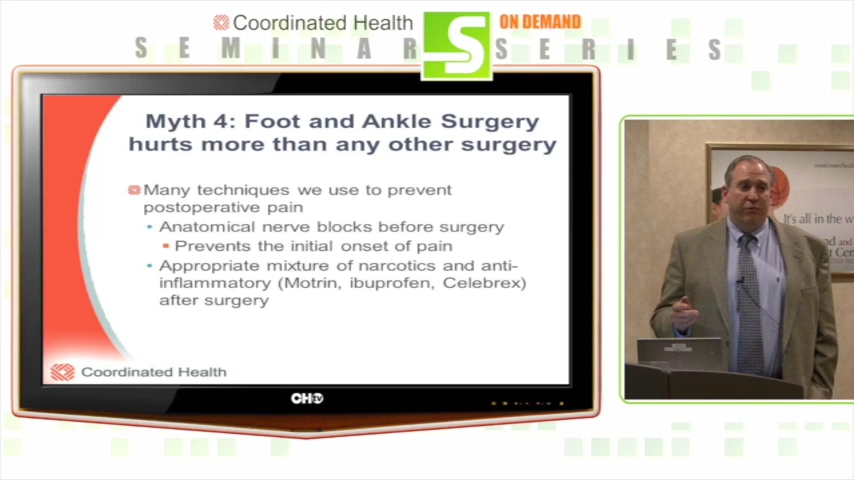 Coordinated Health
ON DEMAND
S
SEMINAR SERIES
Myth 4: Foot and Ankle Surgery
hurts more than any other surgery
Many techniques we use to prevent
postoperative pain
• Anatomical nerve blocks before surgery
Prevents the initial onset of pain
• Appropriate mixture of narcotics and anti-
inflammatory (Motrin, ibuprofen, Celebrex)
after surgery
Coordinated Health
CHtv
It's all in the
and